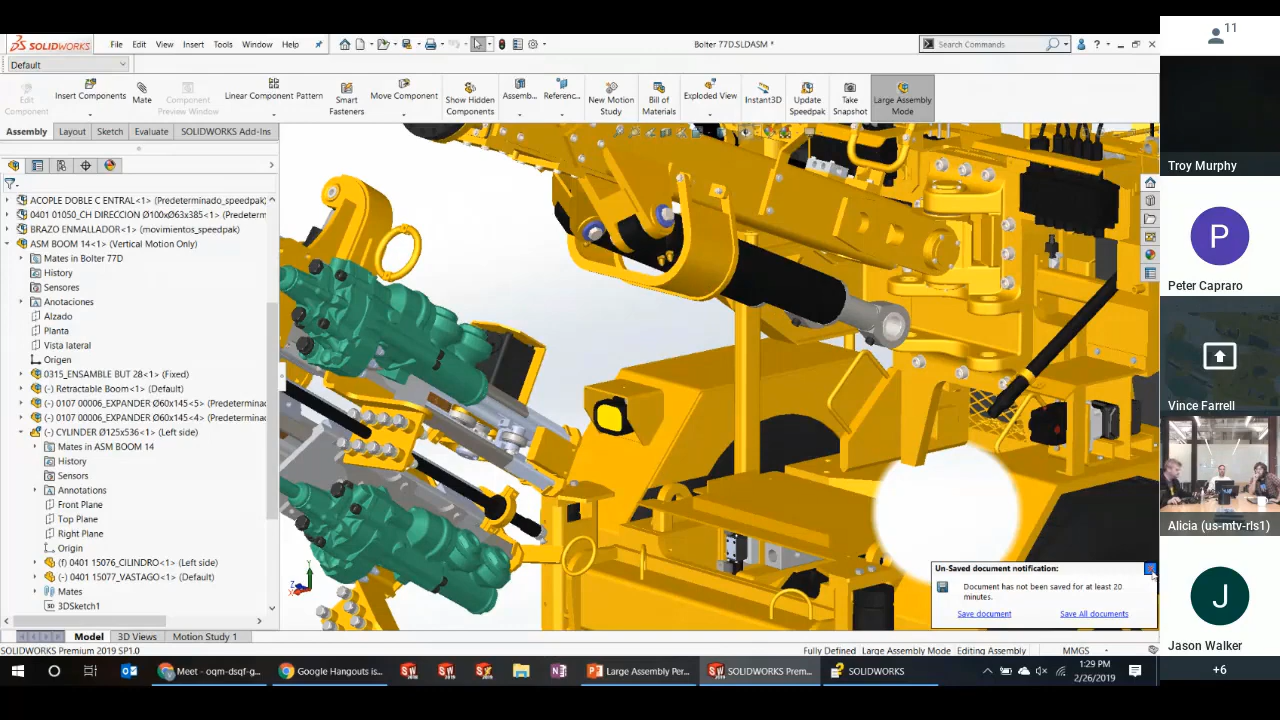 SOLIDWORKS
File Edit View Insert Tools Window Help
Bolter 77D.SLDASM *
Search Commands
Default
Edit Component
Insert Components
Mate
Component Preview Window
Linear Component Pattern
Smart Fasteners
Move Component
Show Hidden Components
Assemb...
Referenc...
New Motion Study
Bill of Materials
Exploded View
Instant3D
Update Speedpak
Take Snapshot
Large Assembly Mode
Assembly Layout Sketch Evaluate SOLIDWORKS Add-Ins
ACOPLE DOBLE C ENTRAL<1> (Predeterminado_speedpak)
0401 01050_CH DIRECCION Ø100xØ63x385<1> (Predeterm
BRAZO ENMALLADOR<1> (movimientos_speedpak)
ASM BOOM 14<1> (Vertical Motion Only)
Mates in Bolter 77D
History
Sensores
Anotaciones
Alzado
Planta
Vista lateral
Origen
0315_ENSAMBLE BUT 28<1> (Fixed)
(-) Retractable Boom<1> (Default)
(-) 0107 00006_EXPANDER Ø60x145<5> (Predeterminac
(-) 0107 00006_EXPANDER Ø60x145<4> (Predeterminac
(-) CYLINDER Ø125x536<1> (Left side)
Mates in ASM BOOM 14
History
Sensors
Annotations
Front Plane
Top Plane
Right Plane
Origin
(f) 0401 15076_CILINDRO<1> (Left side)
(-) 0401 15077_VASTAGO<1> (Default)
Mates
3DSketch1
Y
Z
X
Un-Saved document notification:
Document has not been saved for at least 20
minutes.
Save document Save All documents
Model 3D Views Motion Study 1
SOLIDWORKS Premium 2019 SP1.0
Fully Defined Large Assembly Mode Editing Assembly MMGS
Meet - oqm-dsqf-g...
Google Hangouts is...
Large Assembly Per...
SOLIDWORKS Prem...
SOLIDWORKS
1:29 PM
2/26/2019
11
Troy Murphy
P
Peter Capraro
Vince Farrell
Alicia (us-mtv-rls1)
J
Jason Walker
+6